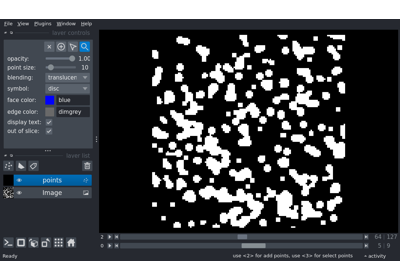 File View Plugins Window Help
layer controls
opacity: 1.00
point size: 10
blending: translucen
symbol: disc
face color: blue
edge color: dimgrey
display text:
out of slice:
layer list
points
Image
2 64 127
0 5 9
Ready use <2> for add points, use <3> for select points activity